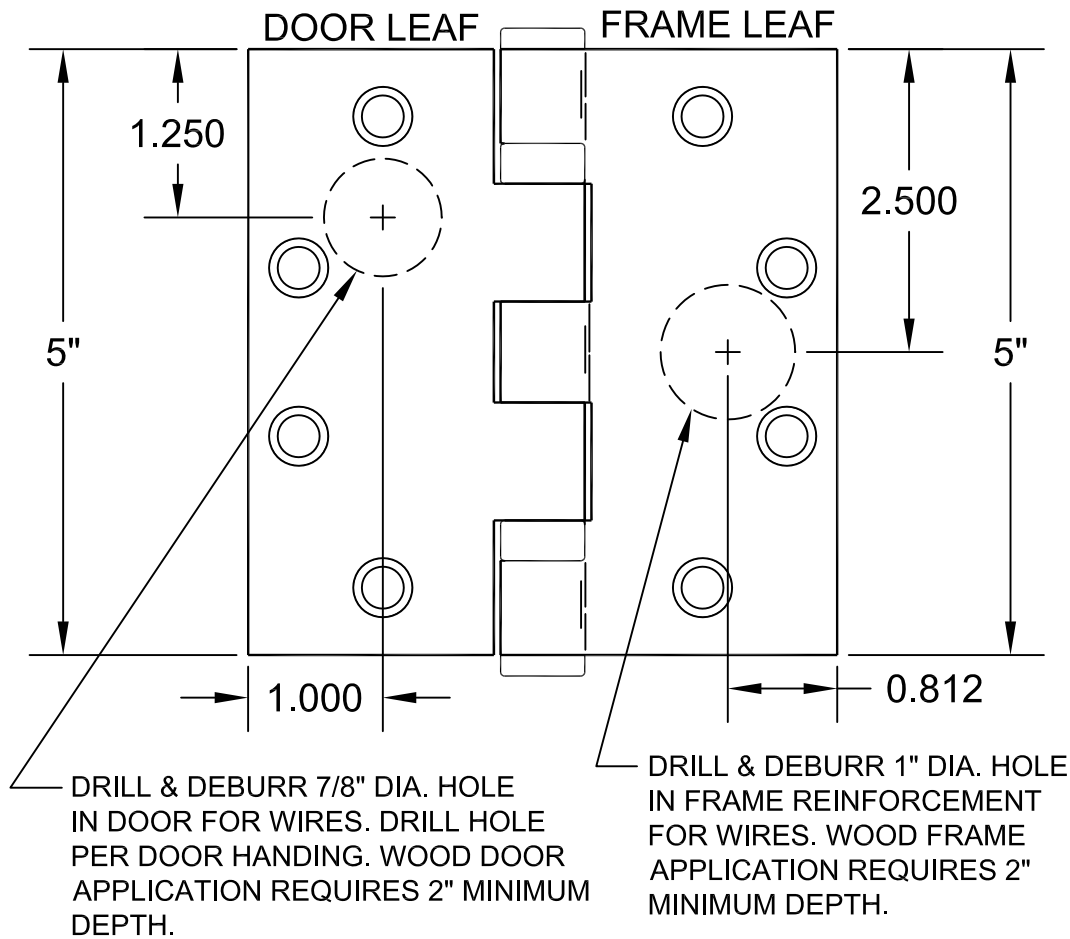 DOOR LEAF
FRAME LEAF
1.250
2.500
5"
5"
1.000
0.812
DRILL & DEBURR 7/8" DIA. HOLE
IN DOOR FOR WIRES. DRILL HOLE
PER DOOR HANDING. WOOD DOOR
APPLICATION REQUIRES 2" MINIMUM
DEPTH.
DRILL & DEBURR 1" DIA. HOLE
IN FRAME REINFORCEMENT
FOR WIRES. WOOD FRAME
APPLICATION REQUIRES 2"
MINIMUM DEPTH.